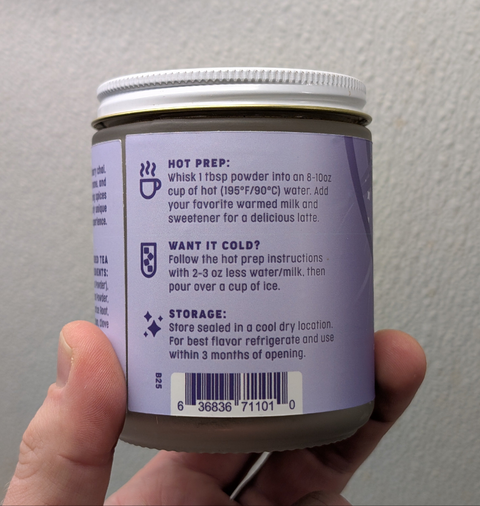 HOT PREP:
Whisk 1 tbsp powder into an 8-10oz
cup of hot (195°F/90°C) water. Add
your favorite warmed milk and
sweetener for a delicious latte.
WANT IT COLD?
Follow the hot prep instructions
with 2-3 oz less water/milk, then
pour over a cup of ice.
STORAGE:
Store sealed in a cool dry location.
For best flavor refrigerate and use
within 3 months of opening.
B25
6 36836 71101 0